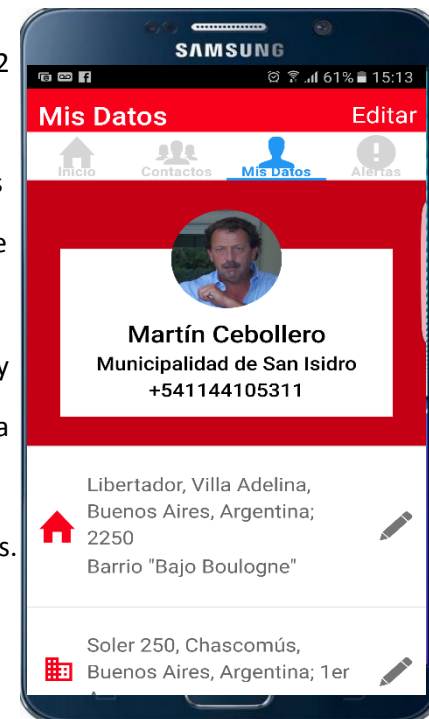 2
s
e
y
a
s.
SAMSUNG
61% 15:13
Mis Datos Editar
Inicio Contactos Mis Datos Alertas
Martín Cebollero
Municipalidad de San Isidro
+541144105311
Libertador, Villa Adelina,
Buenos Aires, Argentina;
2250
Barrio "Bajo Boulogne"
Soler 250, Chascomús,
Buenos Aires, Argentina; 1er